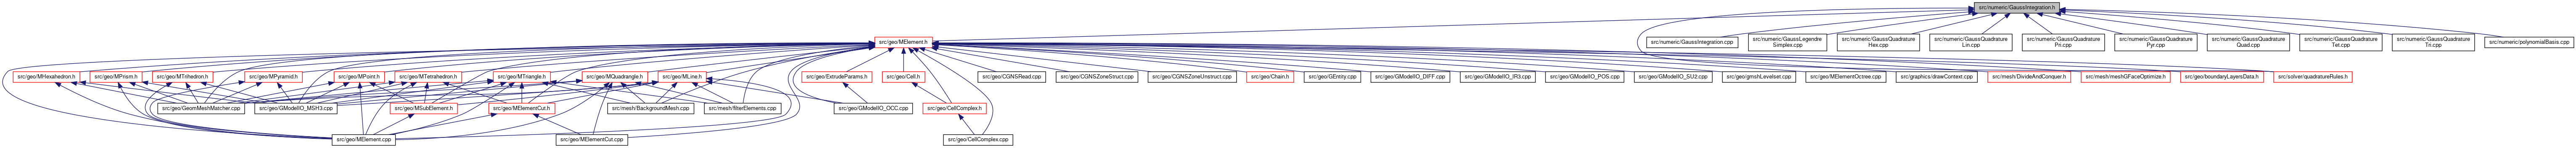 src/numeric/GaussIntegration.h
src/geo/MElement.h
src/numeric/GaussIntegration.cpp
src/numeric/GaussLegendre
Simplex.cpp
src/numeric/GaussQuadrature
Hex.cpp
src/numeric/GaussQuadrature
Lin.cpp
src/numeric/GaussQuadrature
Pri.cpp
src/numeric/GaussQuadrature
Pyr.cpp
src/numeric/GaussQuadrature
Quad.cpp
src/numeric/GaussQuadrature
Tet.cpp
src/numeric/GaussQuadrature
Tri.cpp
src/numeric/polynomialBasis.cpp
src/geo/MHexahedron.h
src/geo/MPrism.h
src/geo/MTrihedron.h
src/geo/MPyramid.h
src/geo/MPoint.h
src/geo/MTetrahedron.h
src/geo/MTriangle.h
src/geo/MQuadrangle.h
src/geo/MLine.h
src/geo/ExtrudeParams.h
src/geo/Cell.h
src/geo/CGNSRead.cpp
src/geo/CGNSZoneStruct.cpp
src/geo/CGNSZoneUnstruct.cpp
src/geo/Chain.h
src/geo/GEntity.cpp
src/geo/GModelIO_DIFF.cpp
src/geo/GModelIO_IR3.cpp
src/geo/GModelIO_POS.cpp
src/geo/GModelIO_SU2.cpp
src/geo/gmshLevelset.cpp
src/geo/MElementOctree.cpp
src/graphics/drawContext.cpp
src/mesh/DivideAndConquer.h
src/mesh/meshGFaceOptimize.h
src/geo/boundaryLayersData.h
src/solver/quadratureRules.h
src/geo/GeomMeshMatcher.cpp
src/geo/GModelIO_MSH3.cpp
src/geo/MSubElement.h
src/geo/MElementCut.h
src/mesh/BackgroundMesh.cpp
src/mesh/filterElements.cpp
src/geo/GModelIO_OCC.cpp
src/geo/CellComplex.h
src/geo/MElement.cpp
src/geo/MElementCut.cpp
src/geo/CellComplex.cpp